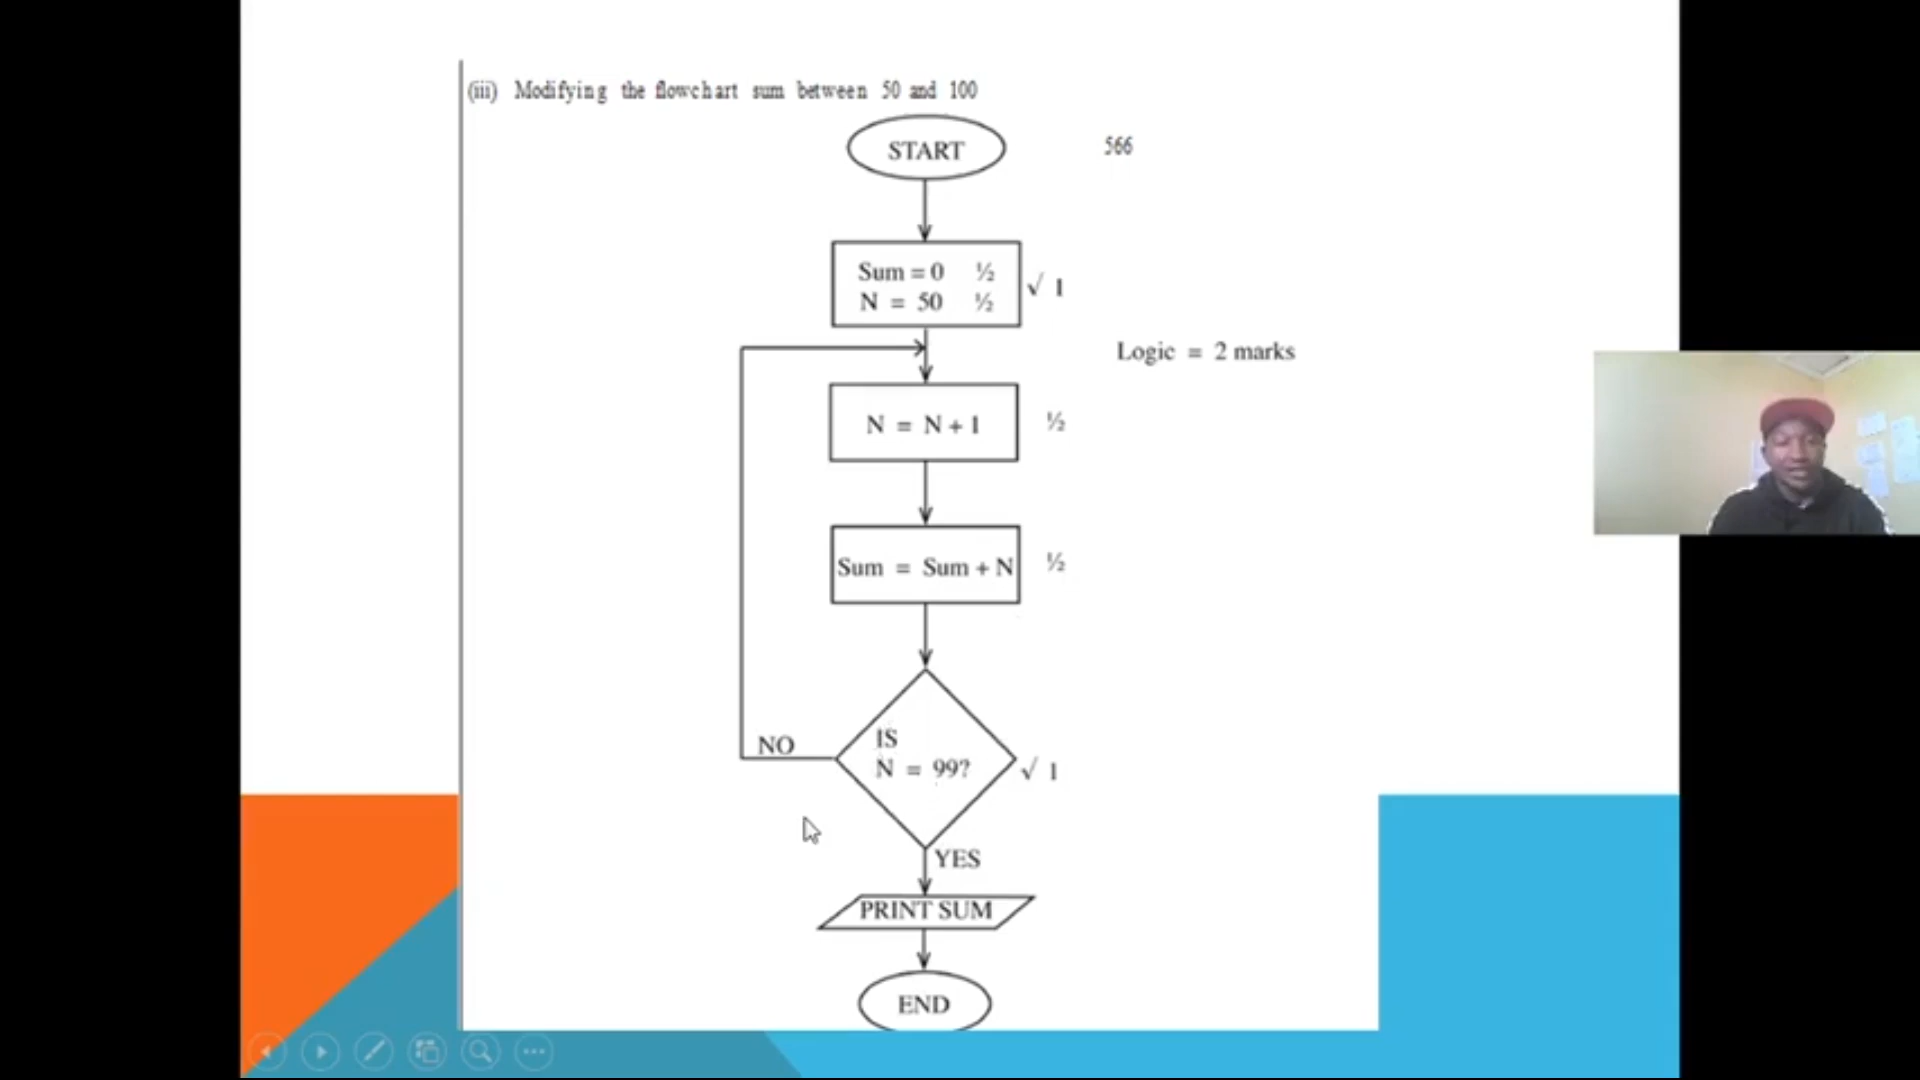 (iii) Modifying the flowchart sum between 50 and 100
START
566
Sum = 0 ½
N = 50 ½
√ 1
Logic = 2 marks
N = N + 1 ½
Sum = Sum + N ½
NO
IS
N = 99?
√ 1
YES
PRINT SUM
END